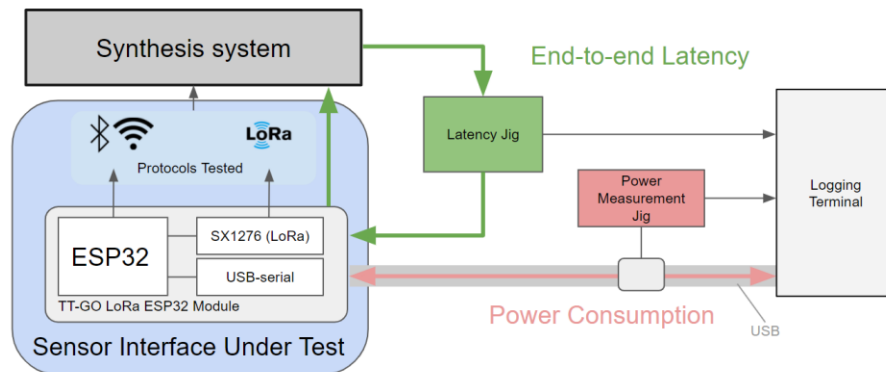 Synthesis system
End-to-end Latency
LoRa
Protocols Tested
Latency Jig
Power
Measurement
Jig
Logging
Terminal
ESP32
SX1276 (LoRa)
USB-serial
TT-GO LoRa ESP32 Module
Sensor Interface Under Test
Power Consumption
USB